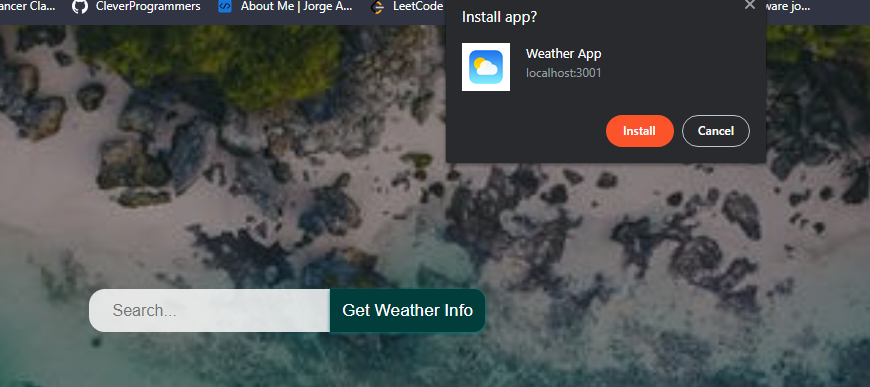 ancer Cla...
CleverProgrammers
About Me | Jorge A...
LeetCode
ware jo...
Install app?
Weather App
localhost:3001
Install
Cancel
Search...
Get Weather Info